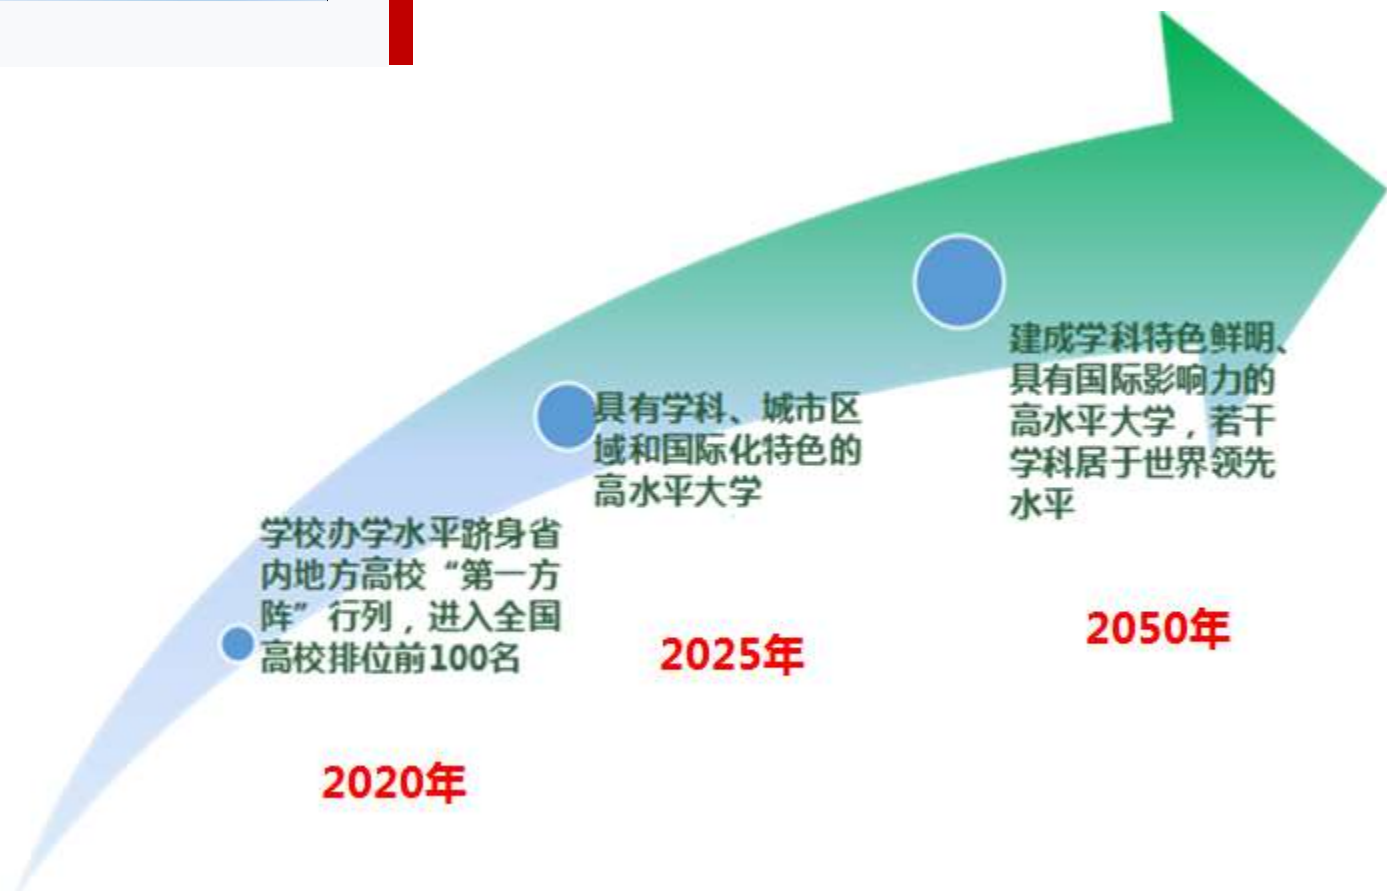 学校办学水平跻身省
内地方高校“第一方
阵”行列，进入全国
高校排位前100名
2020年
具有学科、城市区
域和国际化特色的
高水平大学
2025年
建成学科特色鲜明、
具有国际影响力的
高水平大学，若干
学科居于世界领先
水平
2050年